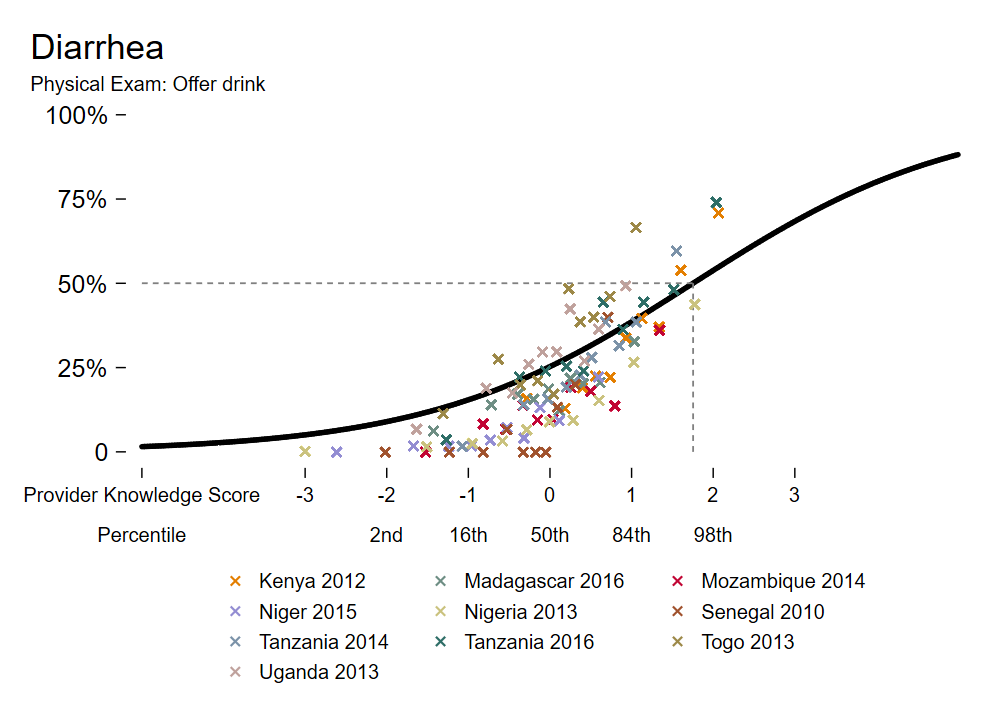 Diarrhea
Physical Exam: Offer drink
100%
75%
50%
25%
0
Provider Knowledge Score -3 -2 -1 0 1 2 3
Percentile 2nd 16th 50th 84th 98th
Kenya 2012 Madagascar 2016 Mozambique 2014
Niger 2015 Nigeria 2013 Senegal 2010
Tanzania 2014 Tanzania 2016 Togo 2013
Uganda 2013